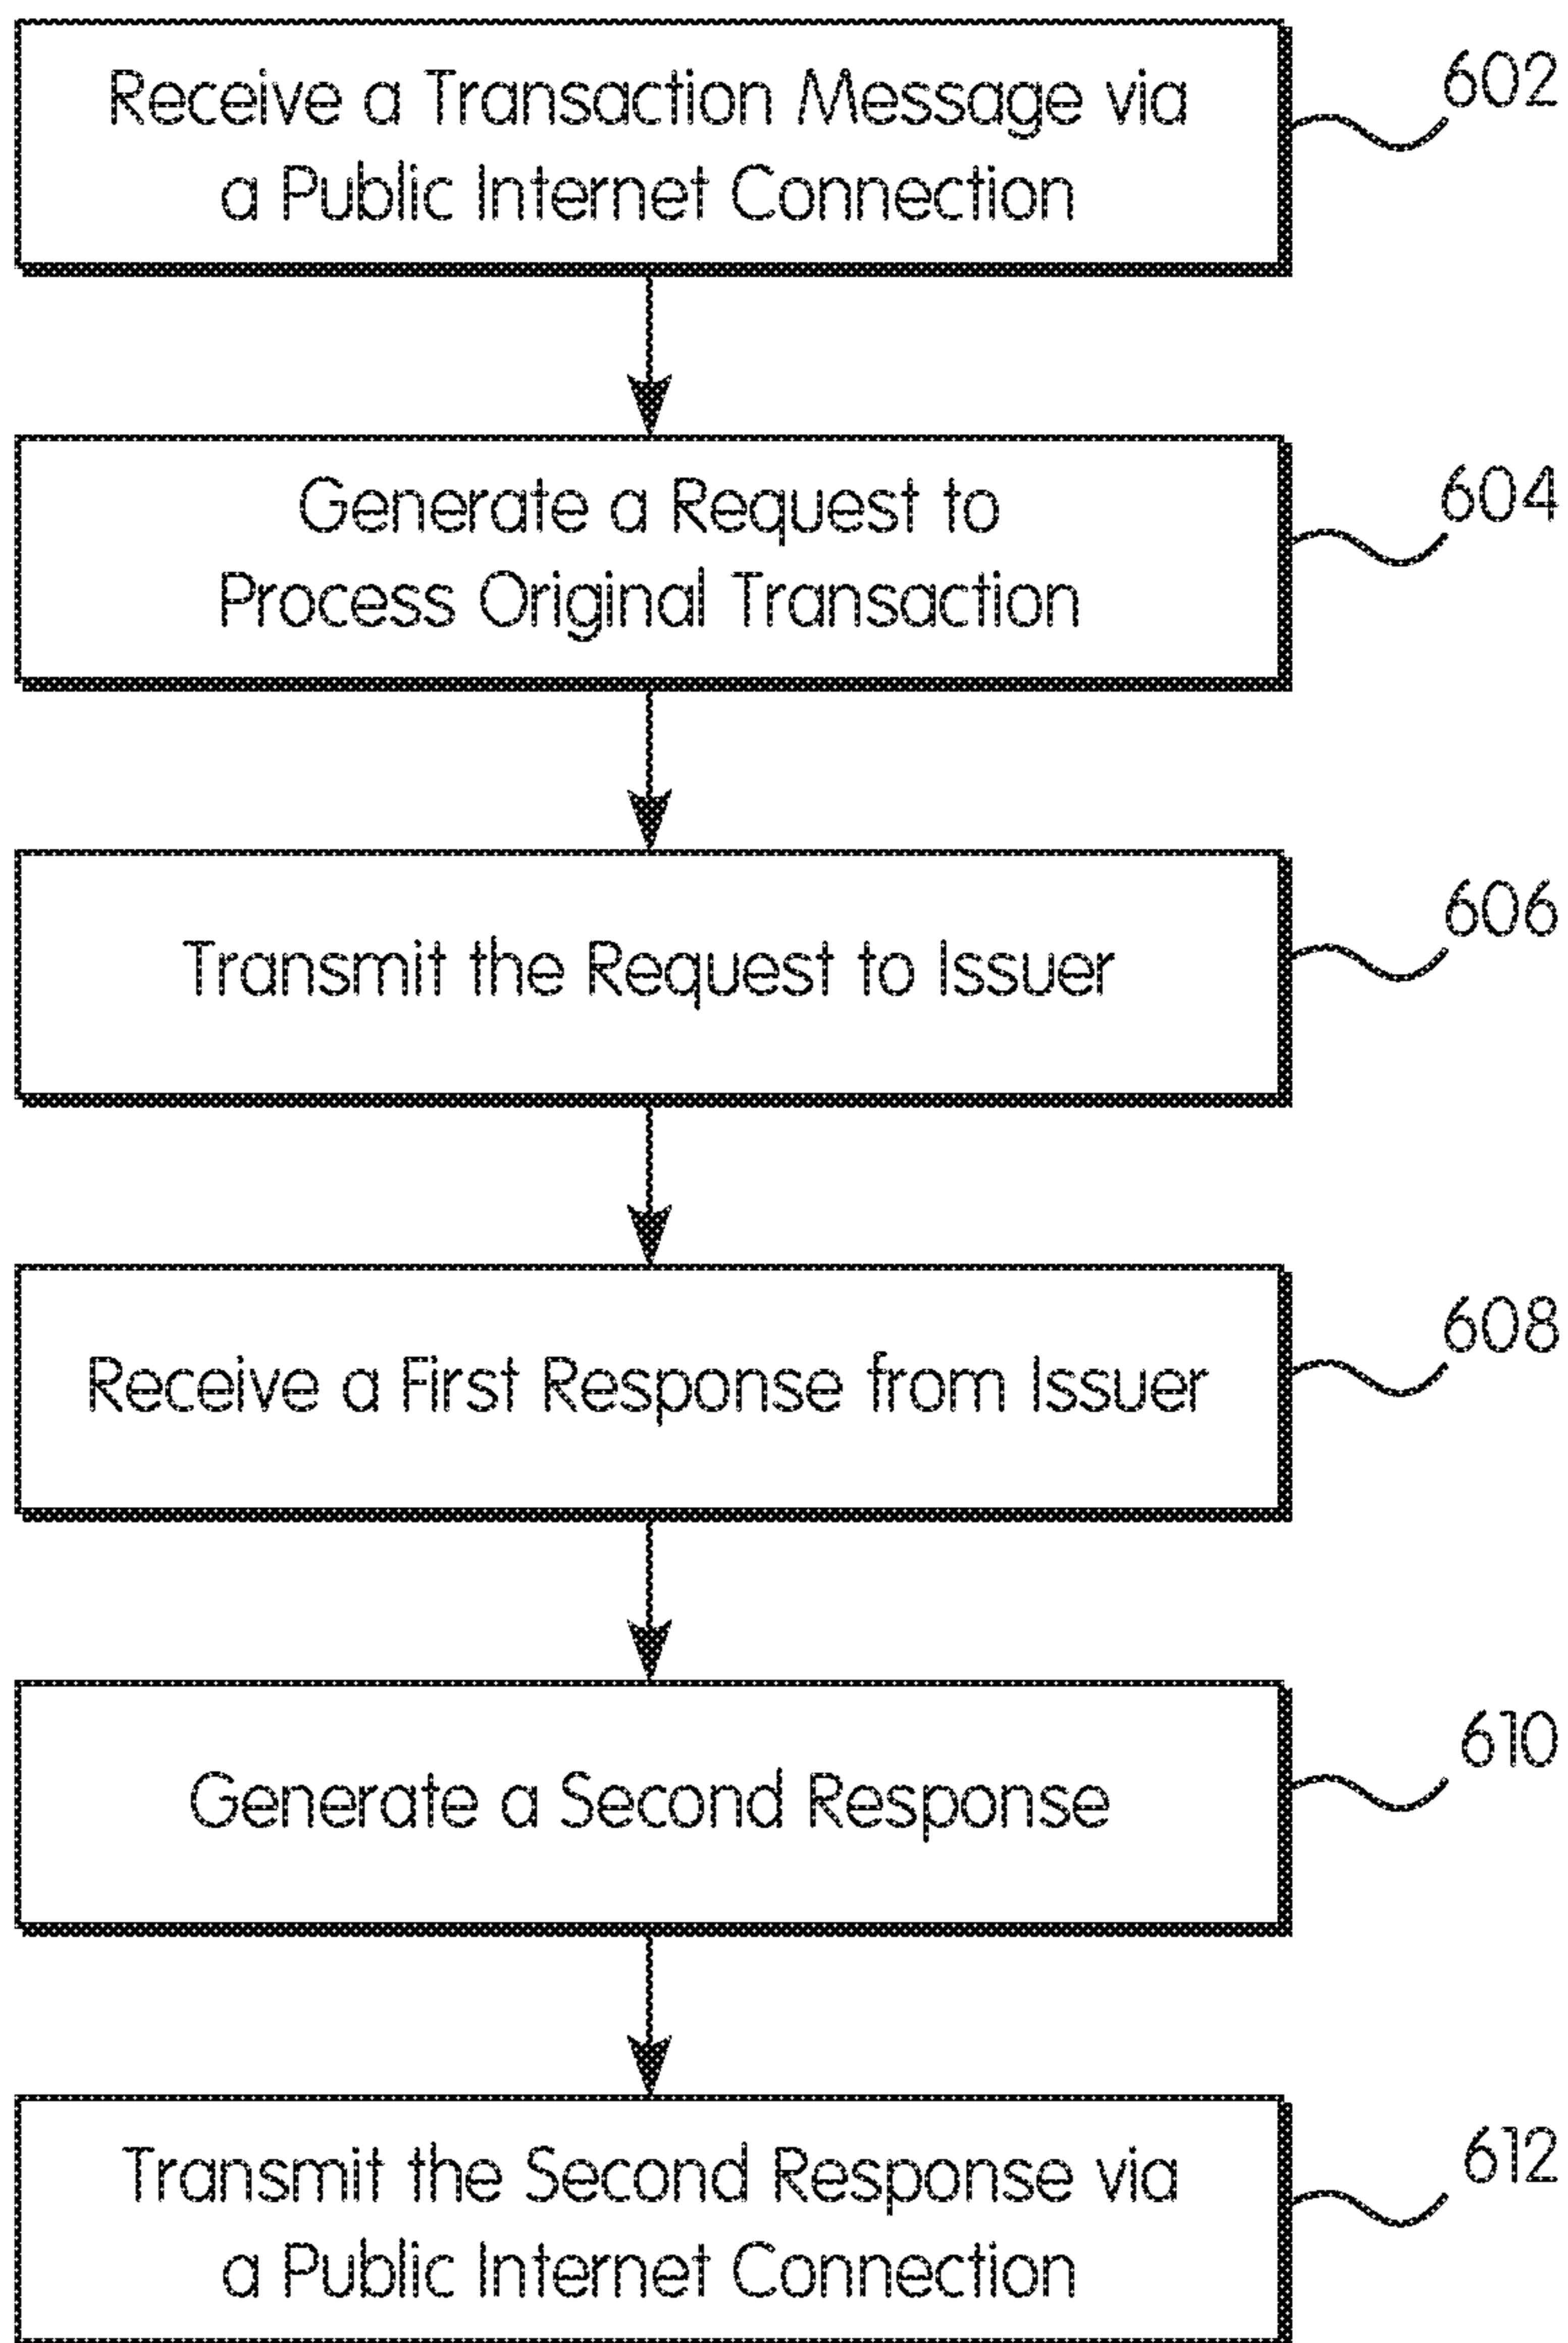 Receive a Transaction Message via
a Public Internet Connection
602
Generate a Request to
Process Original Transaction
604
Transmit the Request to Issuer
606
Receive a First Response from Issuer
608
Generate a Second Response
610
Transmit the Second Response via
a Public Internet Connection
612